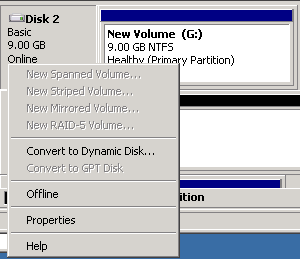 Disk 2
Basic
9.00 GB
Online
New Volume (G:)
9.00 GB NTFS
Healthy (Primary Partition)
New Spanned Volume...
New Striped Volume...
New Mirrored Volume...
New RAID-5 Volume...
Convert to Dynamic Disk...
Convert to GPT Disk
Offline
Properties
Help